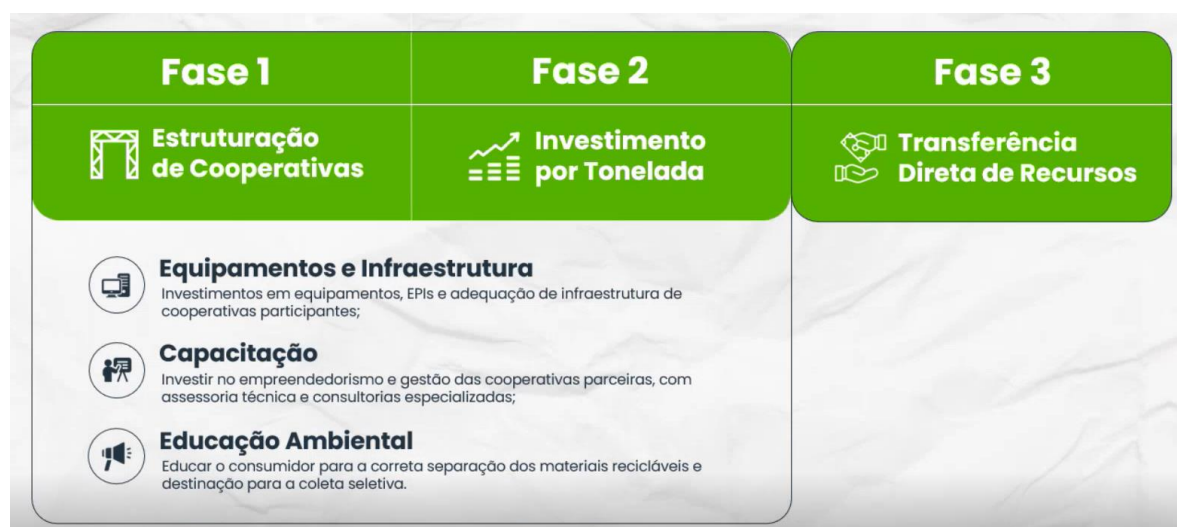 Fase 1
Fase 2
Fase 3
Estruturação
de Cooperativas
Investimento
por Tonelada
Transferência
Direta de Recursos
Equipamentos e Infraestrutura
Investimentos em equipamentos, EPIs e adequação de infraestrutura de
cooperativas participantes;
Capacitação
Investir no empreendedorismo e gestão das cooperativas parceiras, com
assessoria técnica e consultorias especializadas;
Educação Ambiental
Educar o consumidor para a correta separação dos materiais recicláveis e
destinação para a coleta seletiva.